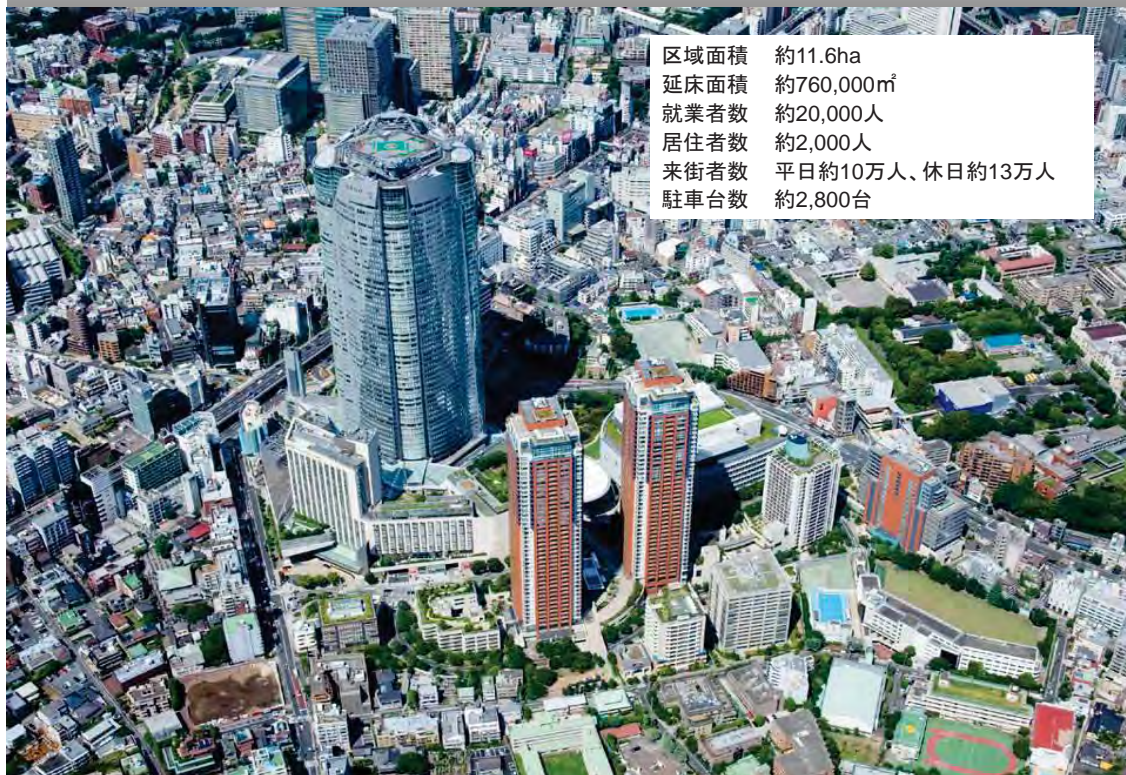 区域面積 約11.6ha
延床面積 約760,000㎡
就業者数 約20,000人
居住者数 約2,000人
来街者数 平日約10万人、休日約13万人
駐車台数 約2,800台